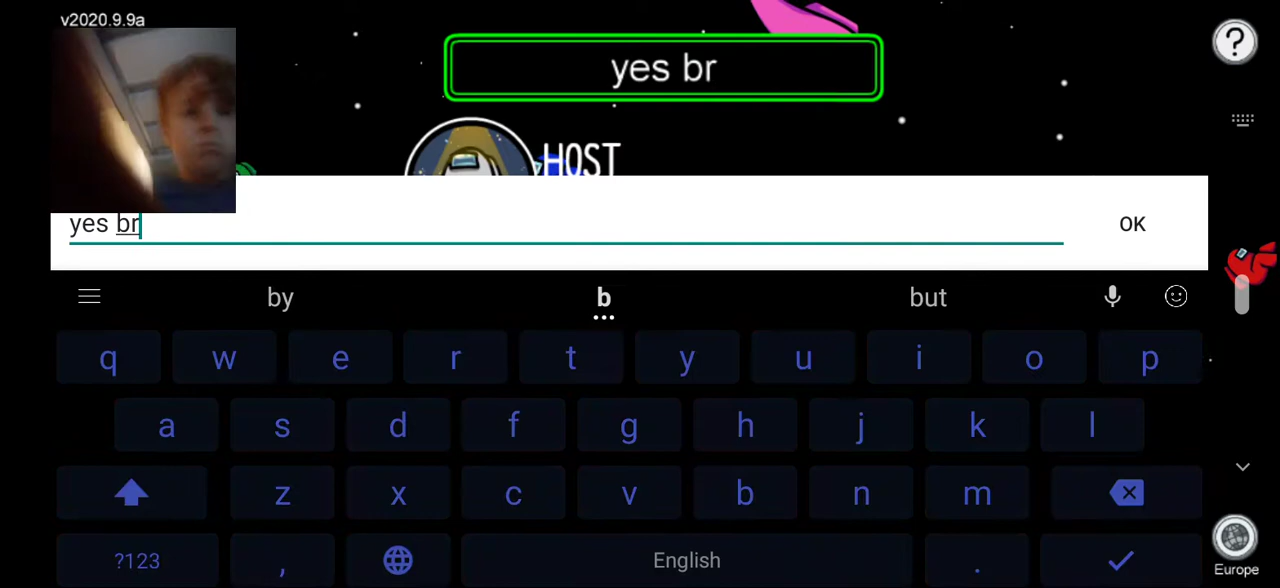 v2020.9.9a
yes br
?
HOST
yes br
OK
by b but
q w e r t y u i o p
a s d f g h j k l
z x c v b n m
?123 , English .
Europe